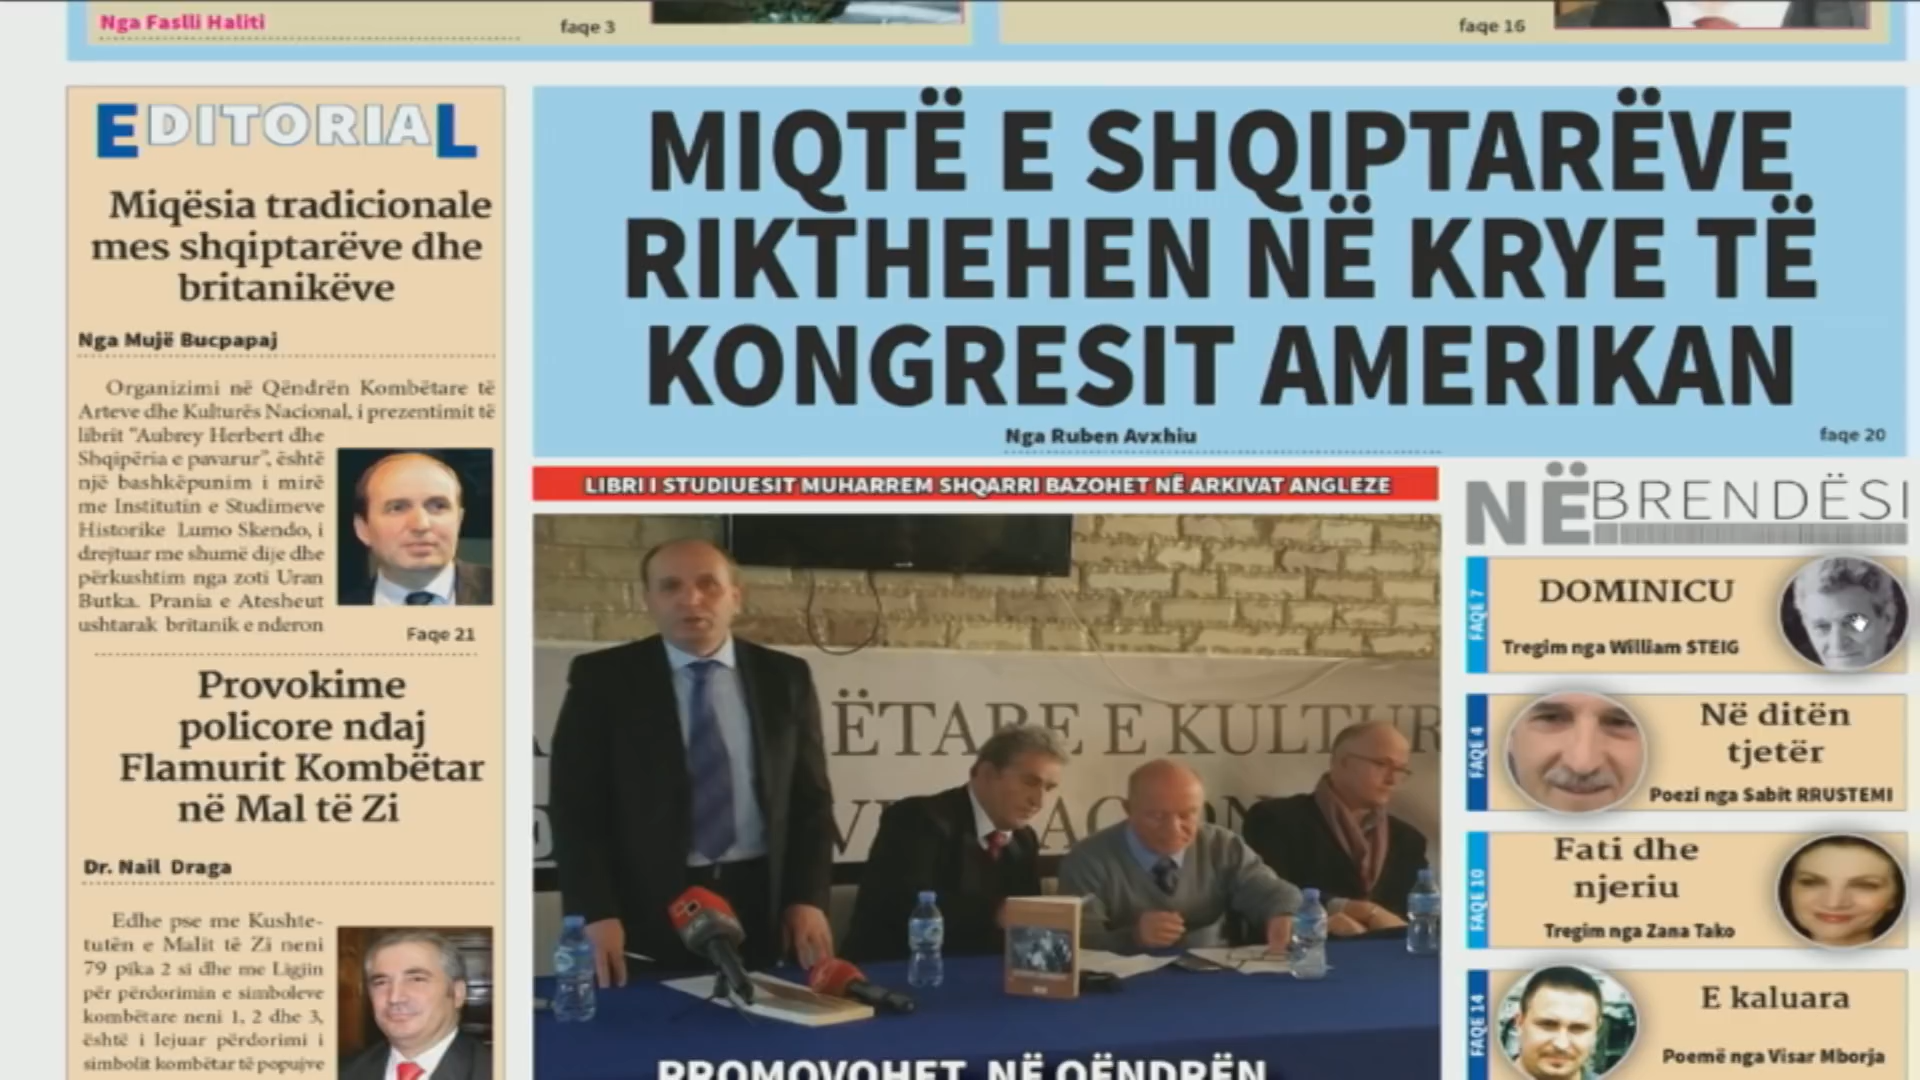 Nga Faslli Haliti
faqe 3
faqe 16
EDITORIAL
Miqësia tradicionale
mes shqiptarëve dhe
britanikëve
Nga Mujë Bucpapaj
Organizimi në Qëndrën Kombëtare të
Arteve dhe Kulturës Nacional, i prezentimit të
librit "Aubrey Herbert dhe
Shqipëria e pavarur", është
një bashkëpunim i mirë
me Institutin e Studimeve
Historike Lumo Skendo, i
drejtuar me shumë dije dhe
përkushtim nga zoti Uran
Butka. Prania e Atesheut
ushtarak britanik e nderon
Faqe 21
Provokime
policore ndaj
Flamurit Kombëtar
në Mal të Zi
Dr. Nail Draga
Edhe pse me Kushte-
tutën e Malit të Zi neni
79 pika 2 si dhe me Ligjin
për përdorimin e simboleve
kombëtare neni 1, 2 dhe 3,
është i lejuar përdorimi i
simbolit kombëtar të popujve
MIQTË E SHQIPTARËVE
RIKTHEHEN NË KRYE TË
KONGRESIT AMERIKAN
Nga Ruben Avxhiu
faqe 20
LIBRI I STUDIUESIT MUHARREM SHQARRI BAZOHET NË ARKIVAT ANGLEZE
ËTARE E KULTUR
PROMOVOHET NË QËNDRËN
NË BRENDËSI
FAQE 7
DOMINICU
Tregim nga William STEIG
FAQE 4
Në ditën
tjetër
Poezi nga Sabit RRUSTEMI
FAQE 10
Fati dhe
njeriu
Tregim nga Zana Tako
FAQE 14
E kaluara
Poemë nga Visar Mborja